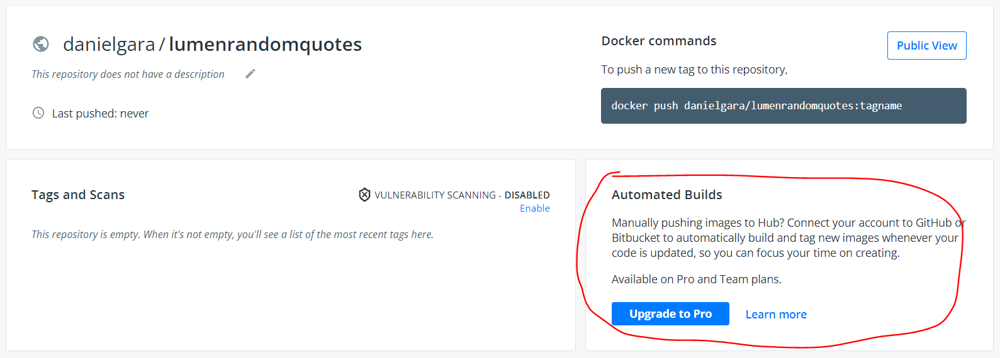 danielgara / lumenrandomquotes
This repository does not have a description
Last pushed: never
Docker commands
Public View
To push a new tag to this repository,
docker push danielgara/lumenrandomquotes:tagname
Tags and Scans
VULNERABILITY SCANNING - DISABLED
Enable
This repository is empty. When it's not empty, you'll see a list of the most recent tags here.
Automated Builds
Manually pushing images to Hub? Connect your account to GitHub or
Bitbucket to automatically build and tag new images whenever your
code is updated, so you can focus your time on creating.
Available on Pro and Team plans.
Upgrade to Pro
Learn more